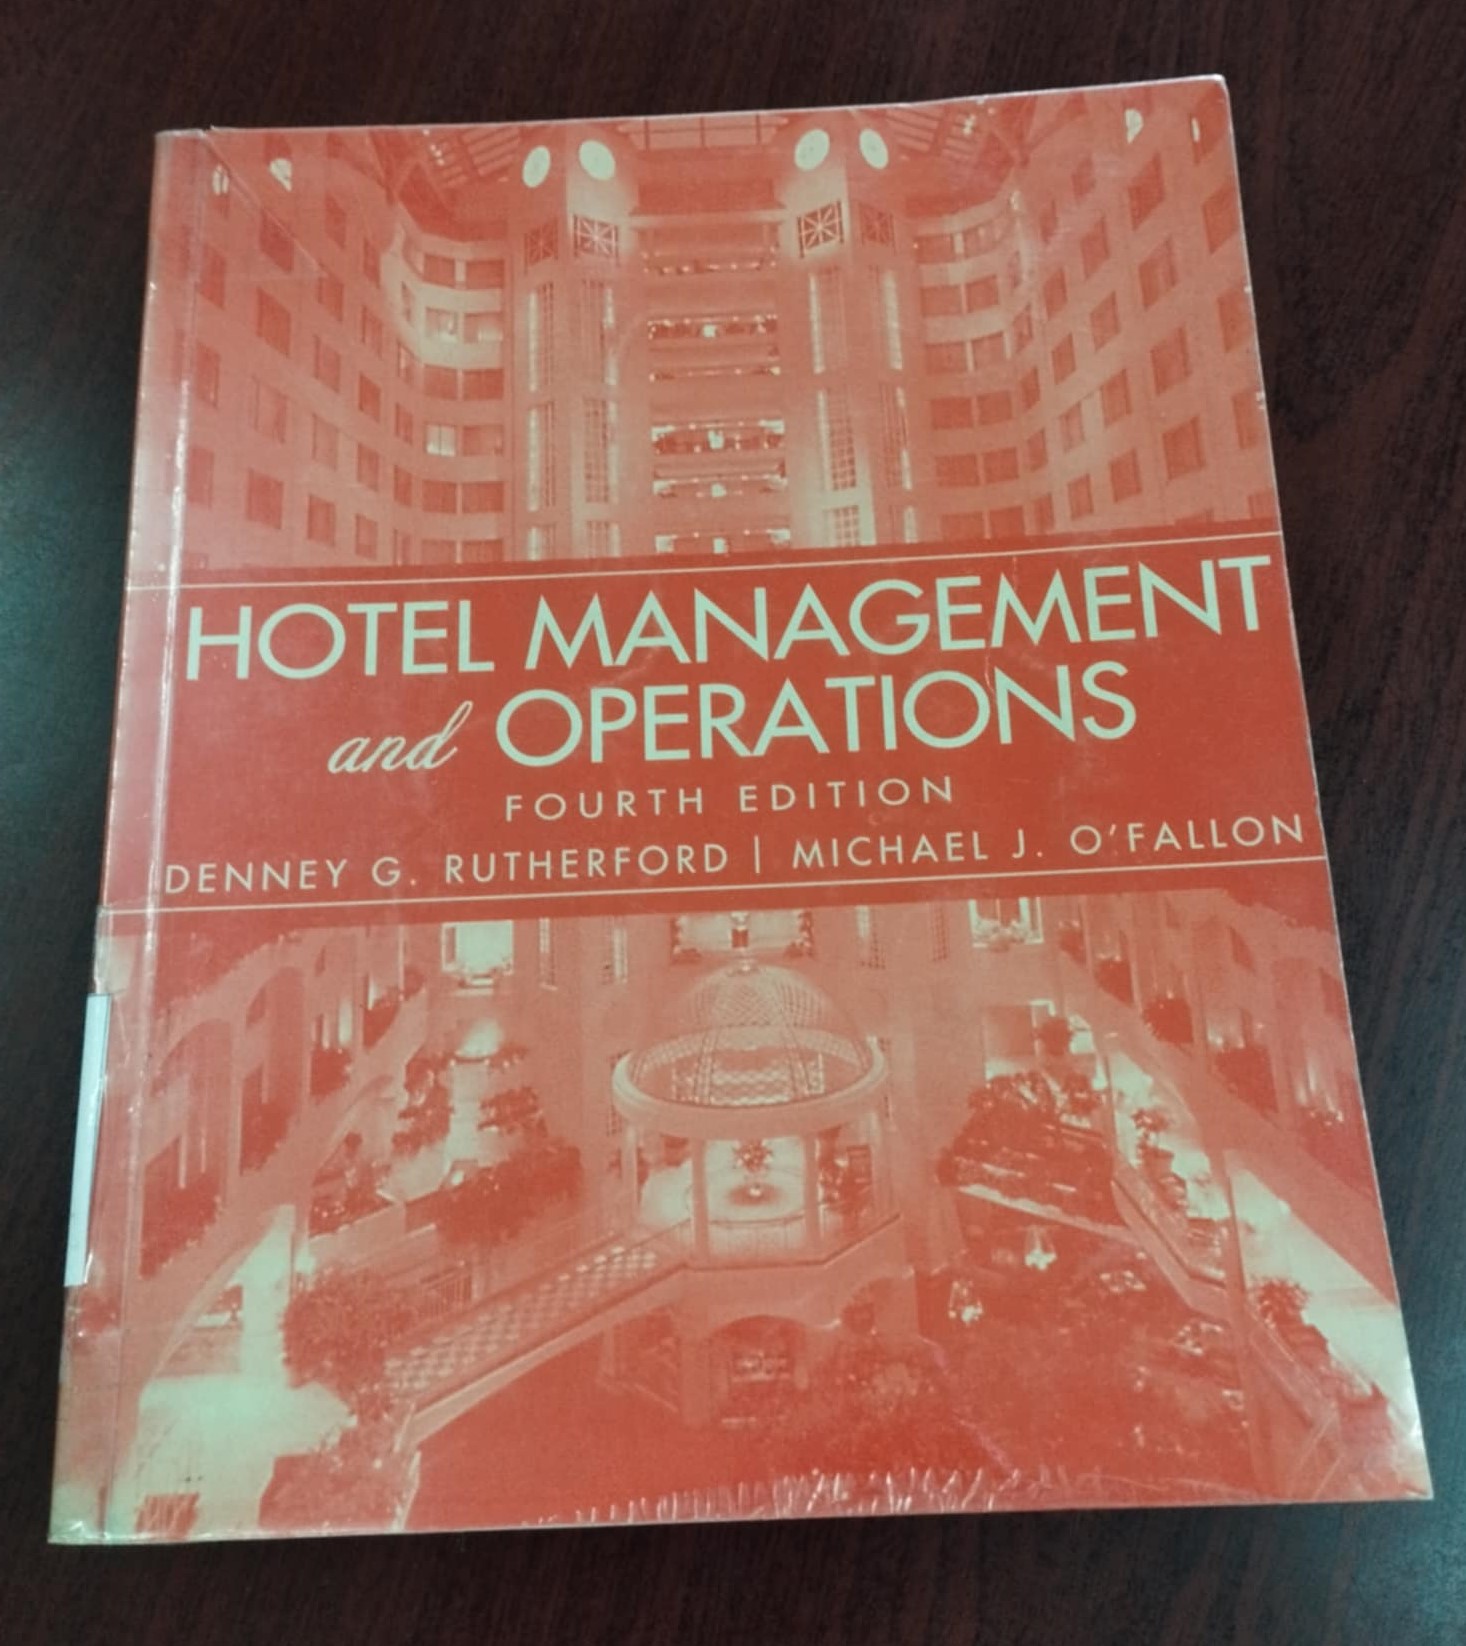 HOTEL MANAGEMENT
and OPERATIONS
FOURTH EDITION
DENNEY G. RUTHERFORD | MICHAEL J. O'FALLON